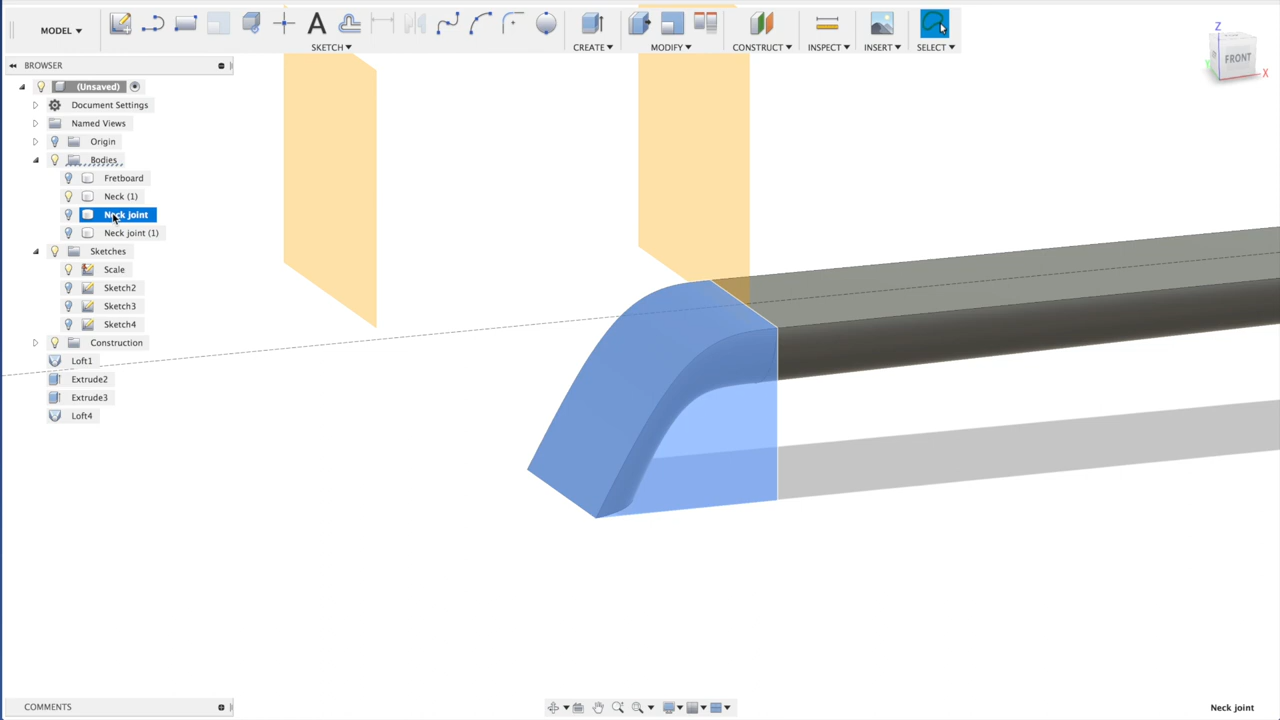 MODEL
SKETCH
CREATE
MODIFY
CONSTRUCT
INSPECT
INSERT
SELECT
BROWSER
(Unsaved)
Document Settings
Named Views
Origin
Bodies
Fretboard
Neck (1)
Neck joint
Neck joint (1)
Sketches
Scale
Sketch2
Sketch3
Sketch4
Construction
Loft1
Extrude2
Extrude3
Loft4
Z
FRONT
Y
X
COMMENTS
Neck joint